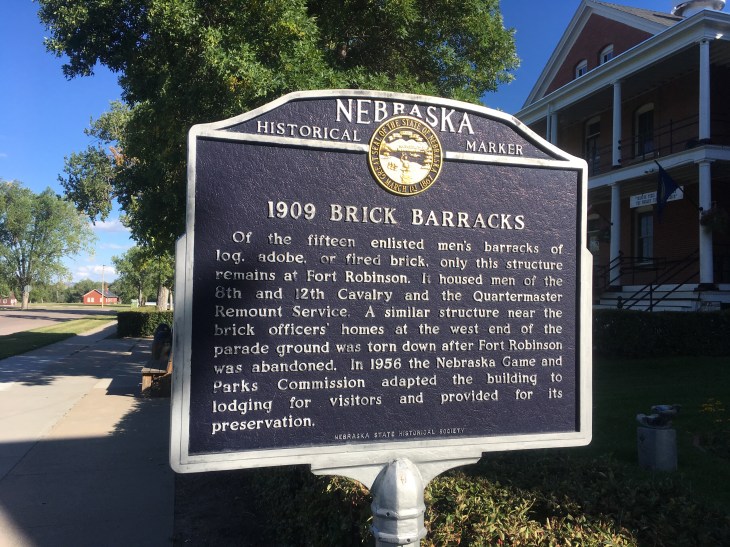 NEBRASKA
HISTORICAL MARKER
1909 BRICK BARRACKS
Of the fifteen enlisted men's barracks of
log, adobe, or fired brick, only this structure
remains at Fort Robinson. It housed men of the
8th and 12th Cavalry and the Quartermaster
Remount Service. A similar structure near the
brick officers' homes at the west end of the
parade ground was torn down after Fort Robinson
was abandoned. In 1956 the Nebraska Game and
Parks Commission adapted the building to
lodging for visitors and provided for its
preservation.
NEBRASKA STATE HISTORICAL SOCIETY